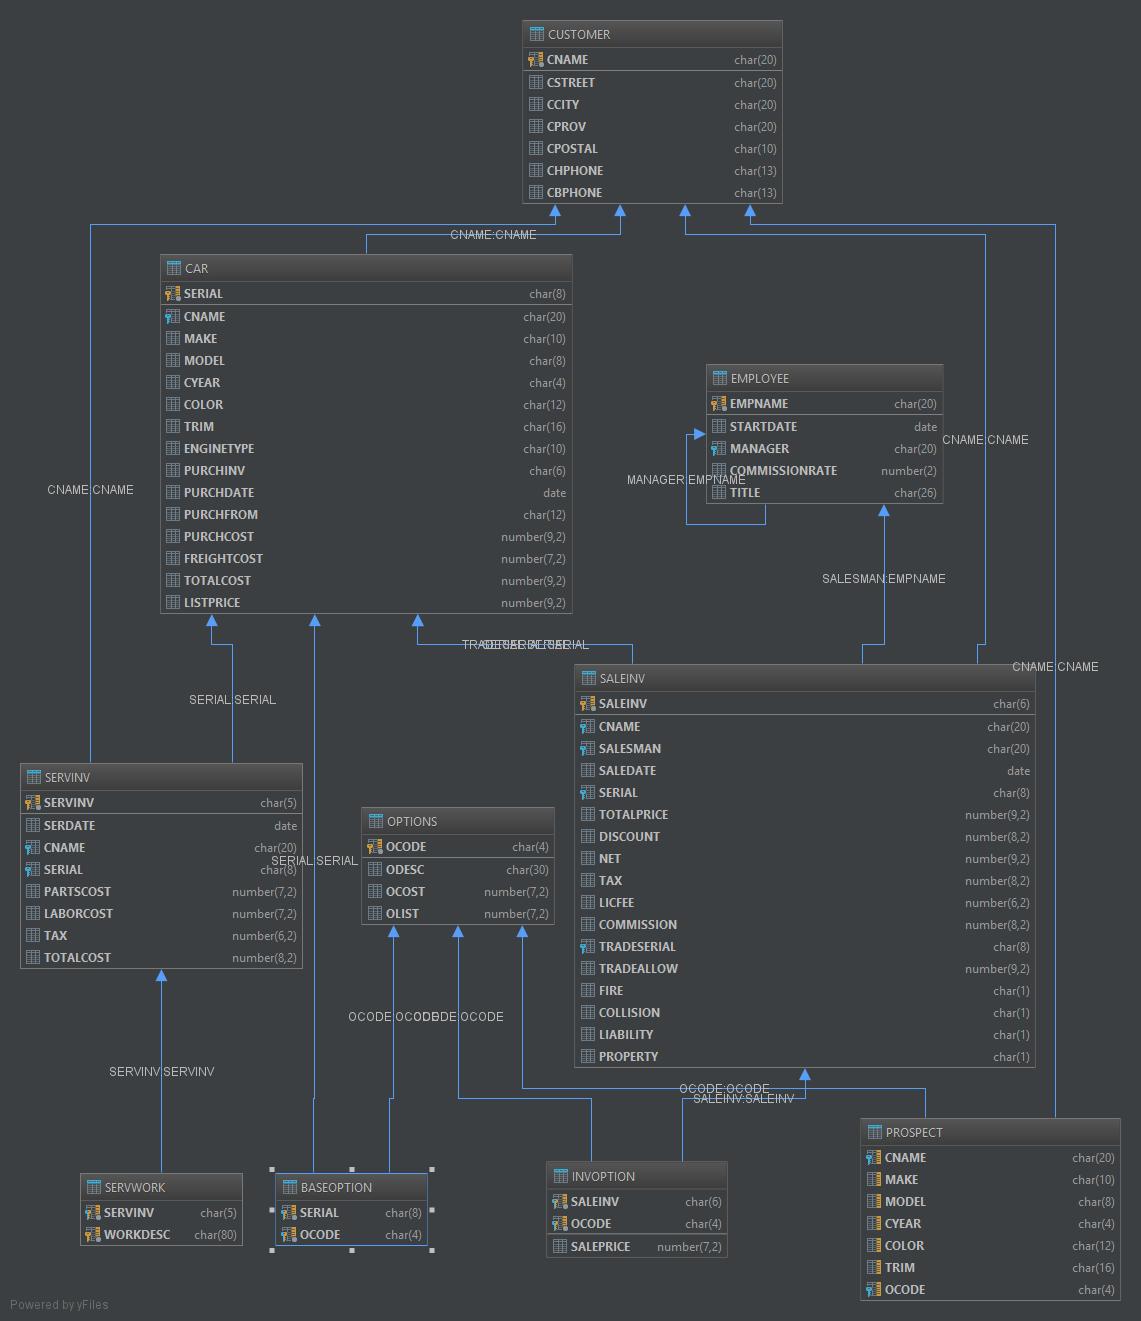 CUSTOMER
CNAME char(20)
CSTREET char(20)
CCITY char(20)
CPROV char(20)
CPOSTAL char(10)
CHPHONE char(13)
CBPHONE char(13)
CNAME:CNAME
CAR
SERIAL char(8)
CNAME char(20)
MAKE char(10)
MODEL char(8)
CYEAR char(4)
COLOR char(12)
TRIM char(16)
ENGINETYPE char(10)
PURCHINV char(6)
PURCHDATE date
PURCHFROM char(12)
PURCHCOST number(9,2)
FREIGHTCOST number(7,2)
TOTALCOST number(9,2)
LISTPRICE number(9,2)
EMPLOYEE
EMPNAME char(20)
STARTDATE date
MANAGER char(20)
COMMISSIONRATE number(2)
TITLE char(26)
CNAME:CNAME
MANAGER:EMPNAME
CNAME:CNAME
SALESMAN:EMPNAME
CNAME:CNAME
SERIAL:SERIAL
SALEINV
SALEINV char(6)
CNAME char(20)
SALESMAN char(20)
SALEDATE date
SERIAL char(8)
TOTALPRICE number(9,2)
DISCOUNT number(8,2)
NET number(9,2)
TAX number(8,2)
LICFEE number(6,2)
COMMISSION number(8,2)
TRADESERIAL char(8)
TRADEALLOW number(9,2)
FIRE char(1)
COLLISION char(1)
LIABILITY char(1)
PROPERTY char(1)
SERVINV
SERVINV char(5)
SERDATE date
CNAME char(20)
SERIAL char(8)
PARTSCOST number(7,2)
LABORCOST number(7,2)
TAX number(6,2)
TOTALCOST number(8,2)
SERIAL:SERIAL
OPTIONS
OCODE char(4)
ODESC char(30)
OCOST number(7,2)
OLIST number(7,2)
OCODE:OCODE
OCODE:OCODE
SERVINV:SERVINV
OCODE:OCODE
SALEINV:SALEINV
SERVWORK
SERVINV char(5)
WORKDESC char(80)
BASEOPTION
SERIAL char(8)
OCODE char(4)
INVOPTION
SALEINV char(6)
OCODE char(4)
SALEPRICE number(7,2)
PROSPECT
CNAME char(20)
MAKE char(10)
MODEL char(8)
CYEAR char(4)
COLOR char(12)
TRIM char(16)
OCODE char(4)
Powered by yFiles